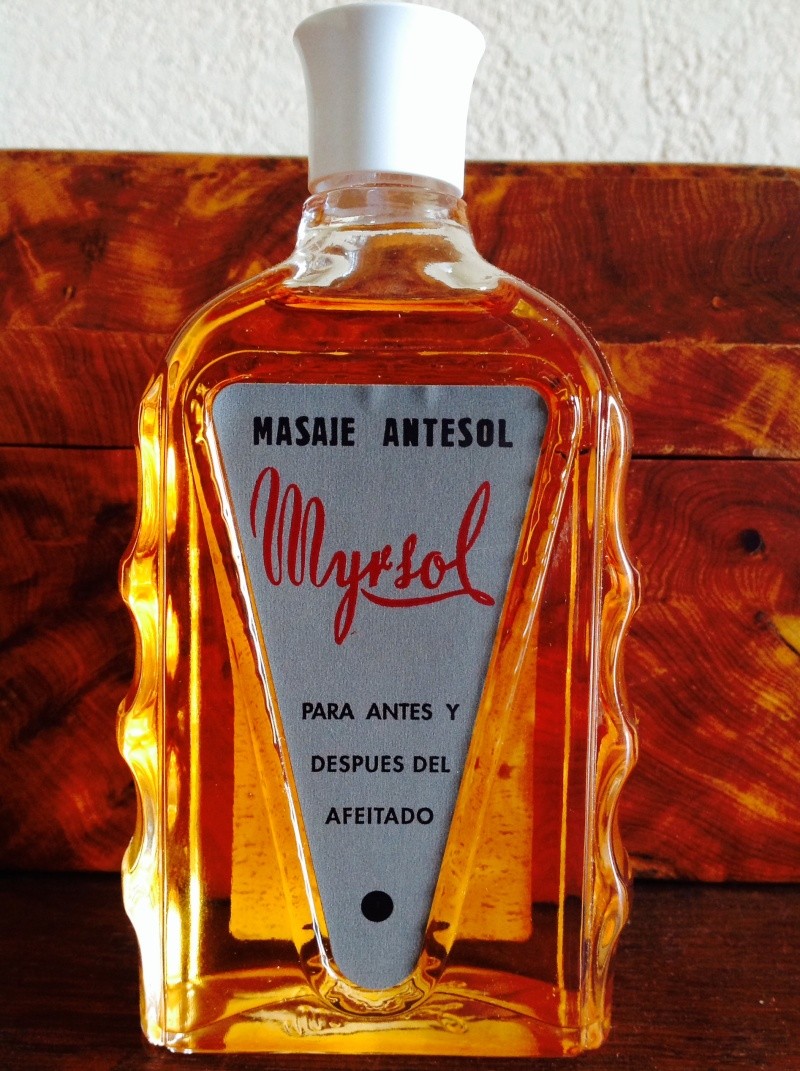 MASAJE ANTESOL
Myrsol
PARA ANTES Y
DESPUES DEL
AFEITADO